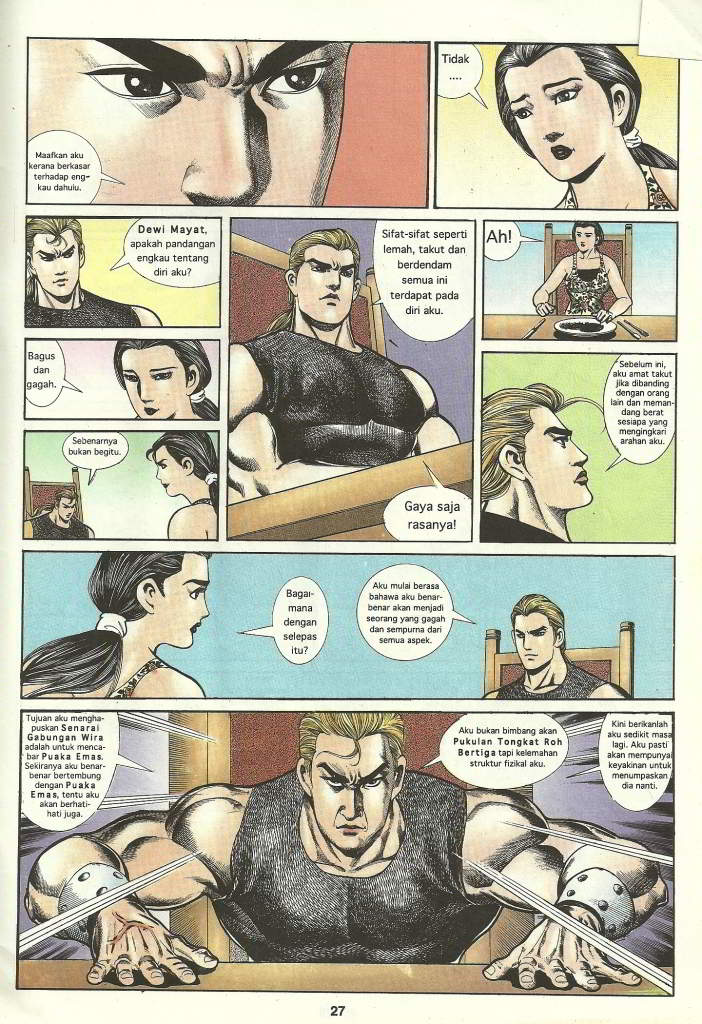 Maafkan aku
kerana berkasar
terhadap eng-
kau dahulu.
Tidak
....
Dewi Mayat,
apakah pandangan
engkau tentang
diri aku?
Bagus
dan
gagah.
Sebenarnya
bukan begitu.
Sifat-sifat seperti
lemah, takut dan
berdendam
semua ini
terdapat pada
diri aku.
Gaya saja
rasanya!
Ah!
Sebelum ini,
aku amat takut
jika dibanding
dengan orang
lain dan meman-
dang berat
sesiapa yang
mengingkari
arahan aku.
Bagai-
mana
dengan
selepas
itu?
Aku mulai berasa
bahawa aku benar-
benar akan menjadi
seorang yang gagah
dan sempurna dari
semua aspek.
Tujuan aku mengha-
puskan Senarai
Gabungan Wira
adalah untuk menca-
bar Puaka Emas.
Sekiranya aku benar-
benar bertembung
dengan Puaka
Emas, tentu aku
akan berhati-
hati juga.
Aku bukan bimbang akan
Pukulan Tongkat Roh
Bertiga tapi kelemahan
struktur fizikal aku.
Kini berikanlah
aku sedikit masa
lagi. Aku pasti
akan mempunyai
keyakinan untuk
menumpaskan
dia nanti.
27